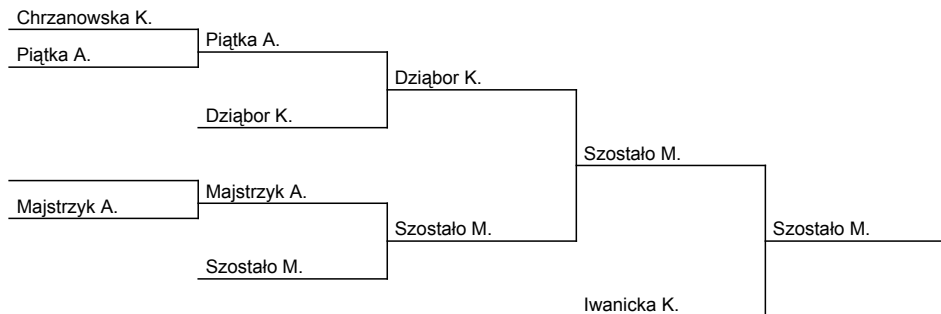 Chrzanowska K.
Piątka A.
Piątka A.
Dziąbor K.
Dziąbor K.
Szostało M.
Majstrzyk A.
Majstrzyk A.
Szostało M.
Szostało M.
Szostało M.
Iwanicka K.